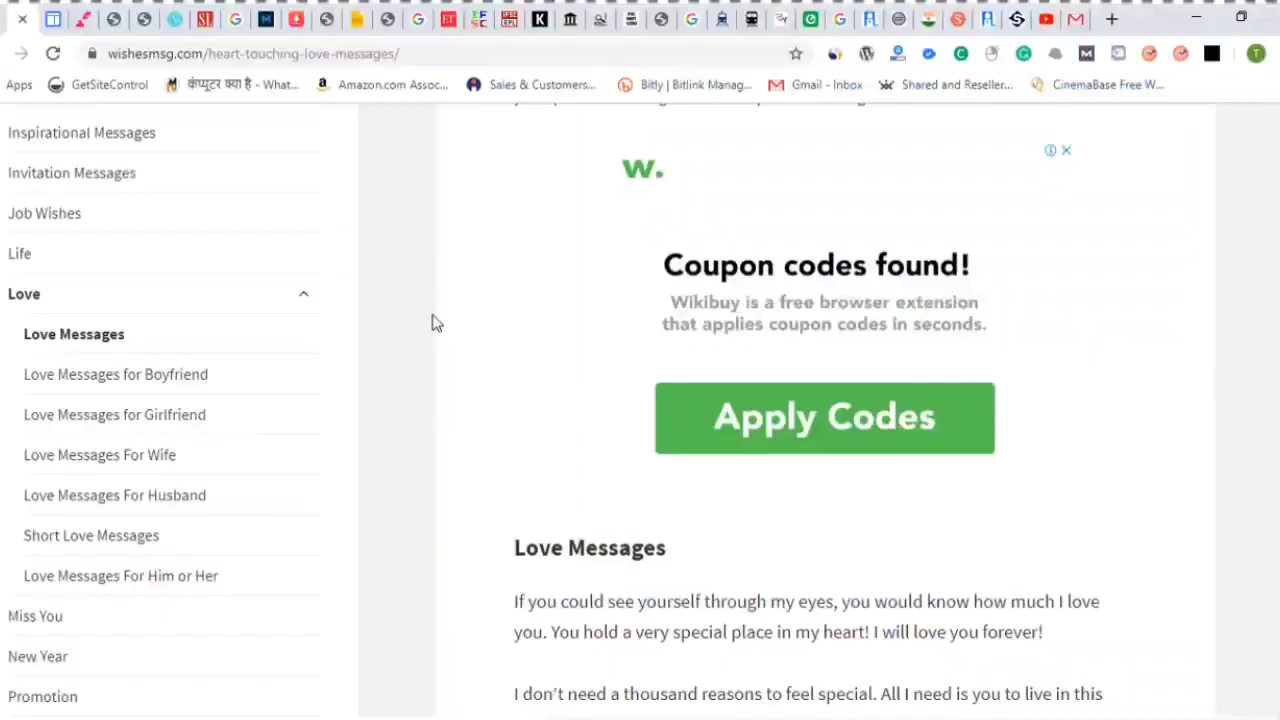 wishesmsg.com/heart-touching-love-messages/
Apps GetSiteControl कंप्यूटर क्या है - What... Amazon.com Assoc... Sales & Customers... Bitly | Bitlink Manag... Gmail - Inbox Shared and Reseller... CinemaBase Free W...
Inspirational Messages
Invitation Messages
Job Wishes
Life
Love
Love Messages
Love Messages for Boyfriend
Love Messages for Girlfriend
Love Messages For Wife
Love Messages For Husband
Short Love Messages
Love Messages For Him or Her
Miss You
New Year
Promotion
w.
Coupon codes found!
Wikibuy is a free browser extension
that applies coupon codes in seconds.
Apply Codes
Love Messages
If you could see yourself through my eyes, you would know how much I love
you. You hold a very special place in my heart! I will love you forever!
I don't need a thousand reasons to feel special. All I need is you to live in this